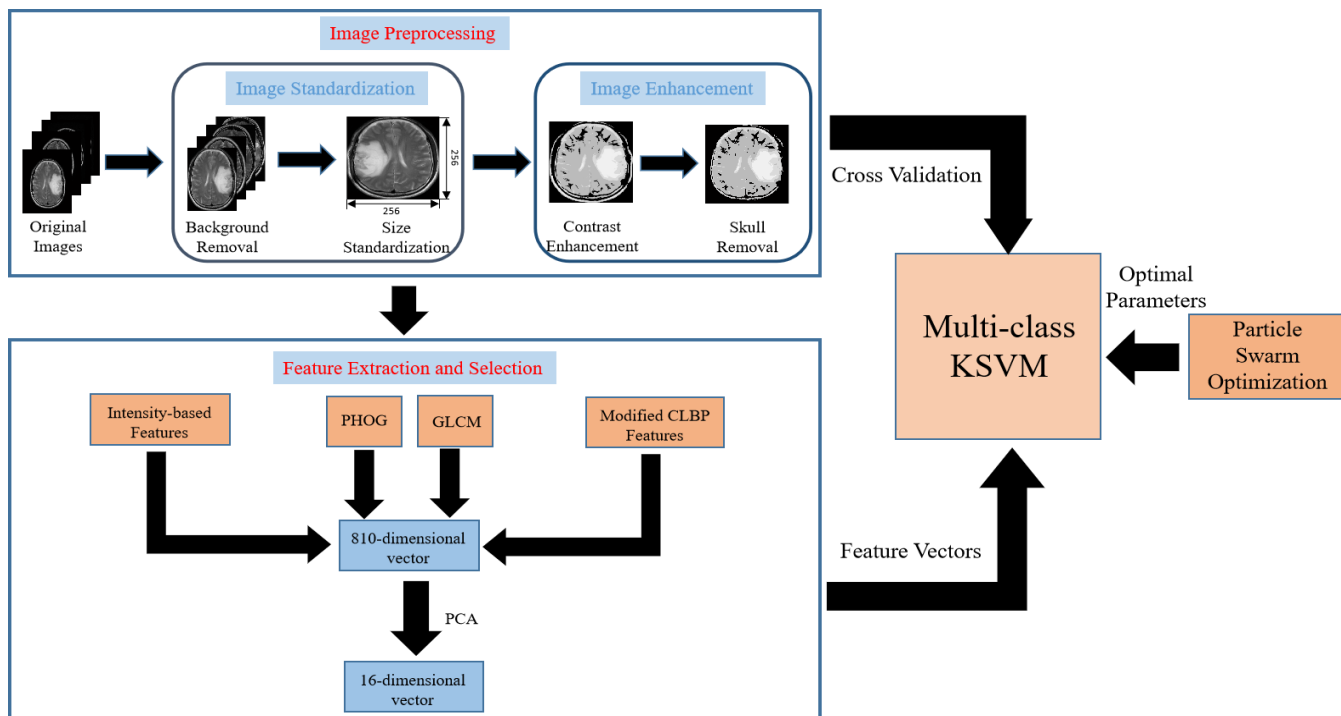 Image Preprocessing
Image Standardization
Image Enhancement
256
256
Original
Images
Background
Removal
Size
Standardization
Contrast
Enhancement
Skull
Removal
Cross Validation
Optimal
Parameters
Multi-class
KSVM
Particle
Swarm
Optimization
Feature Extraction and Selection
Intensity-based
Features
PHOG
GLCM
Modified CLBP
Features
810-dimensional
vector
PCA
16-dimensional
vector
Feature Vectors